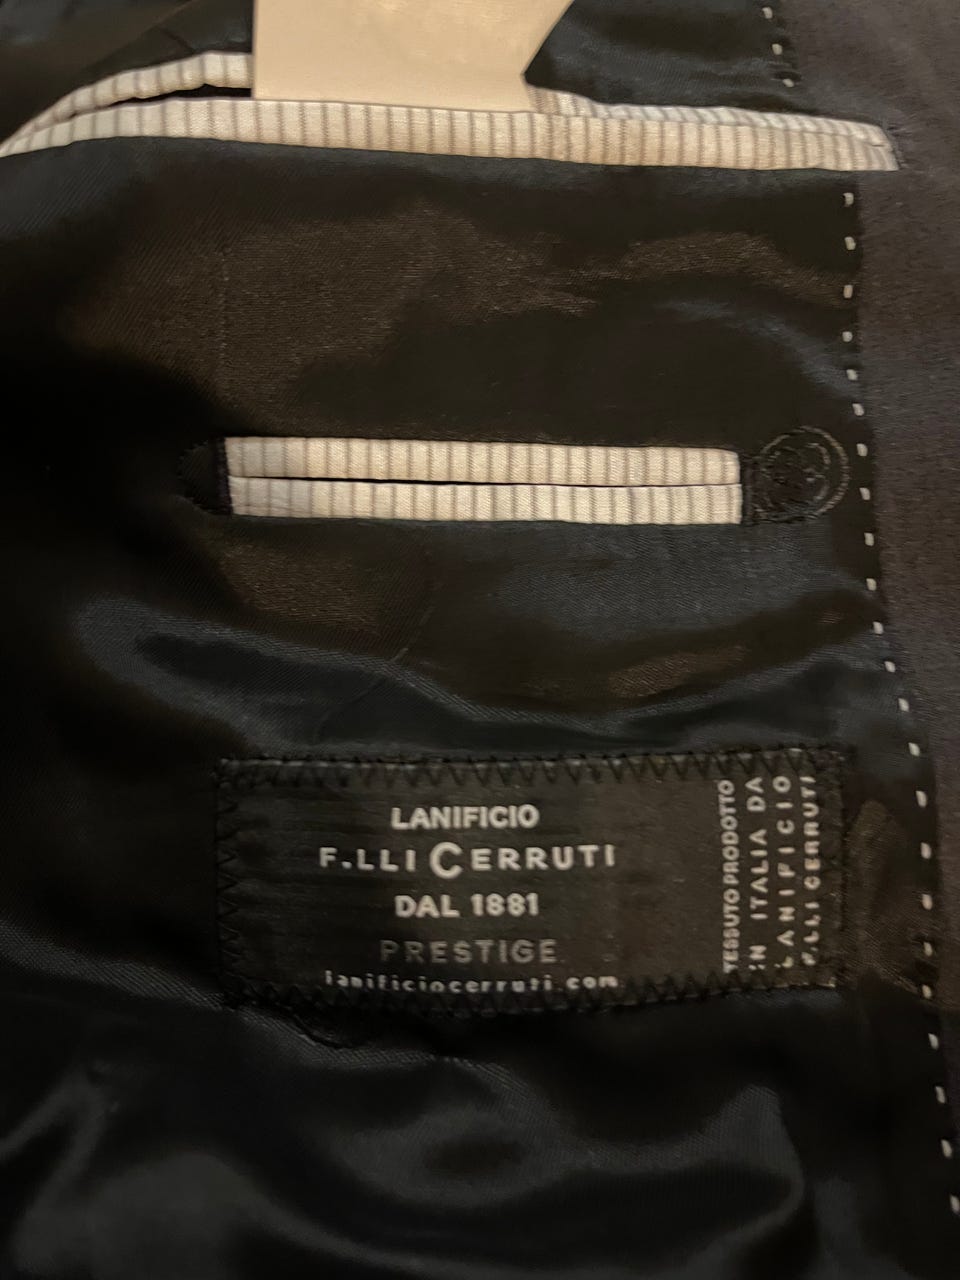 LANIFICIO
F.LLI CERRUTI
DAL 1881
PRESTIGE
lanificiocerruti.com
TESSUTO PRODOTTO
IN ITALIA DA
LANIFICIO
F.LLI CERRUTI